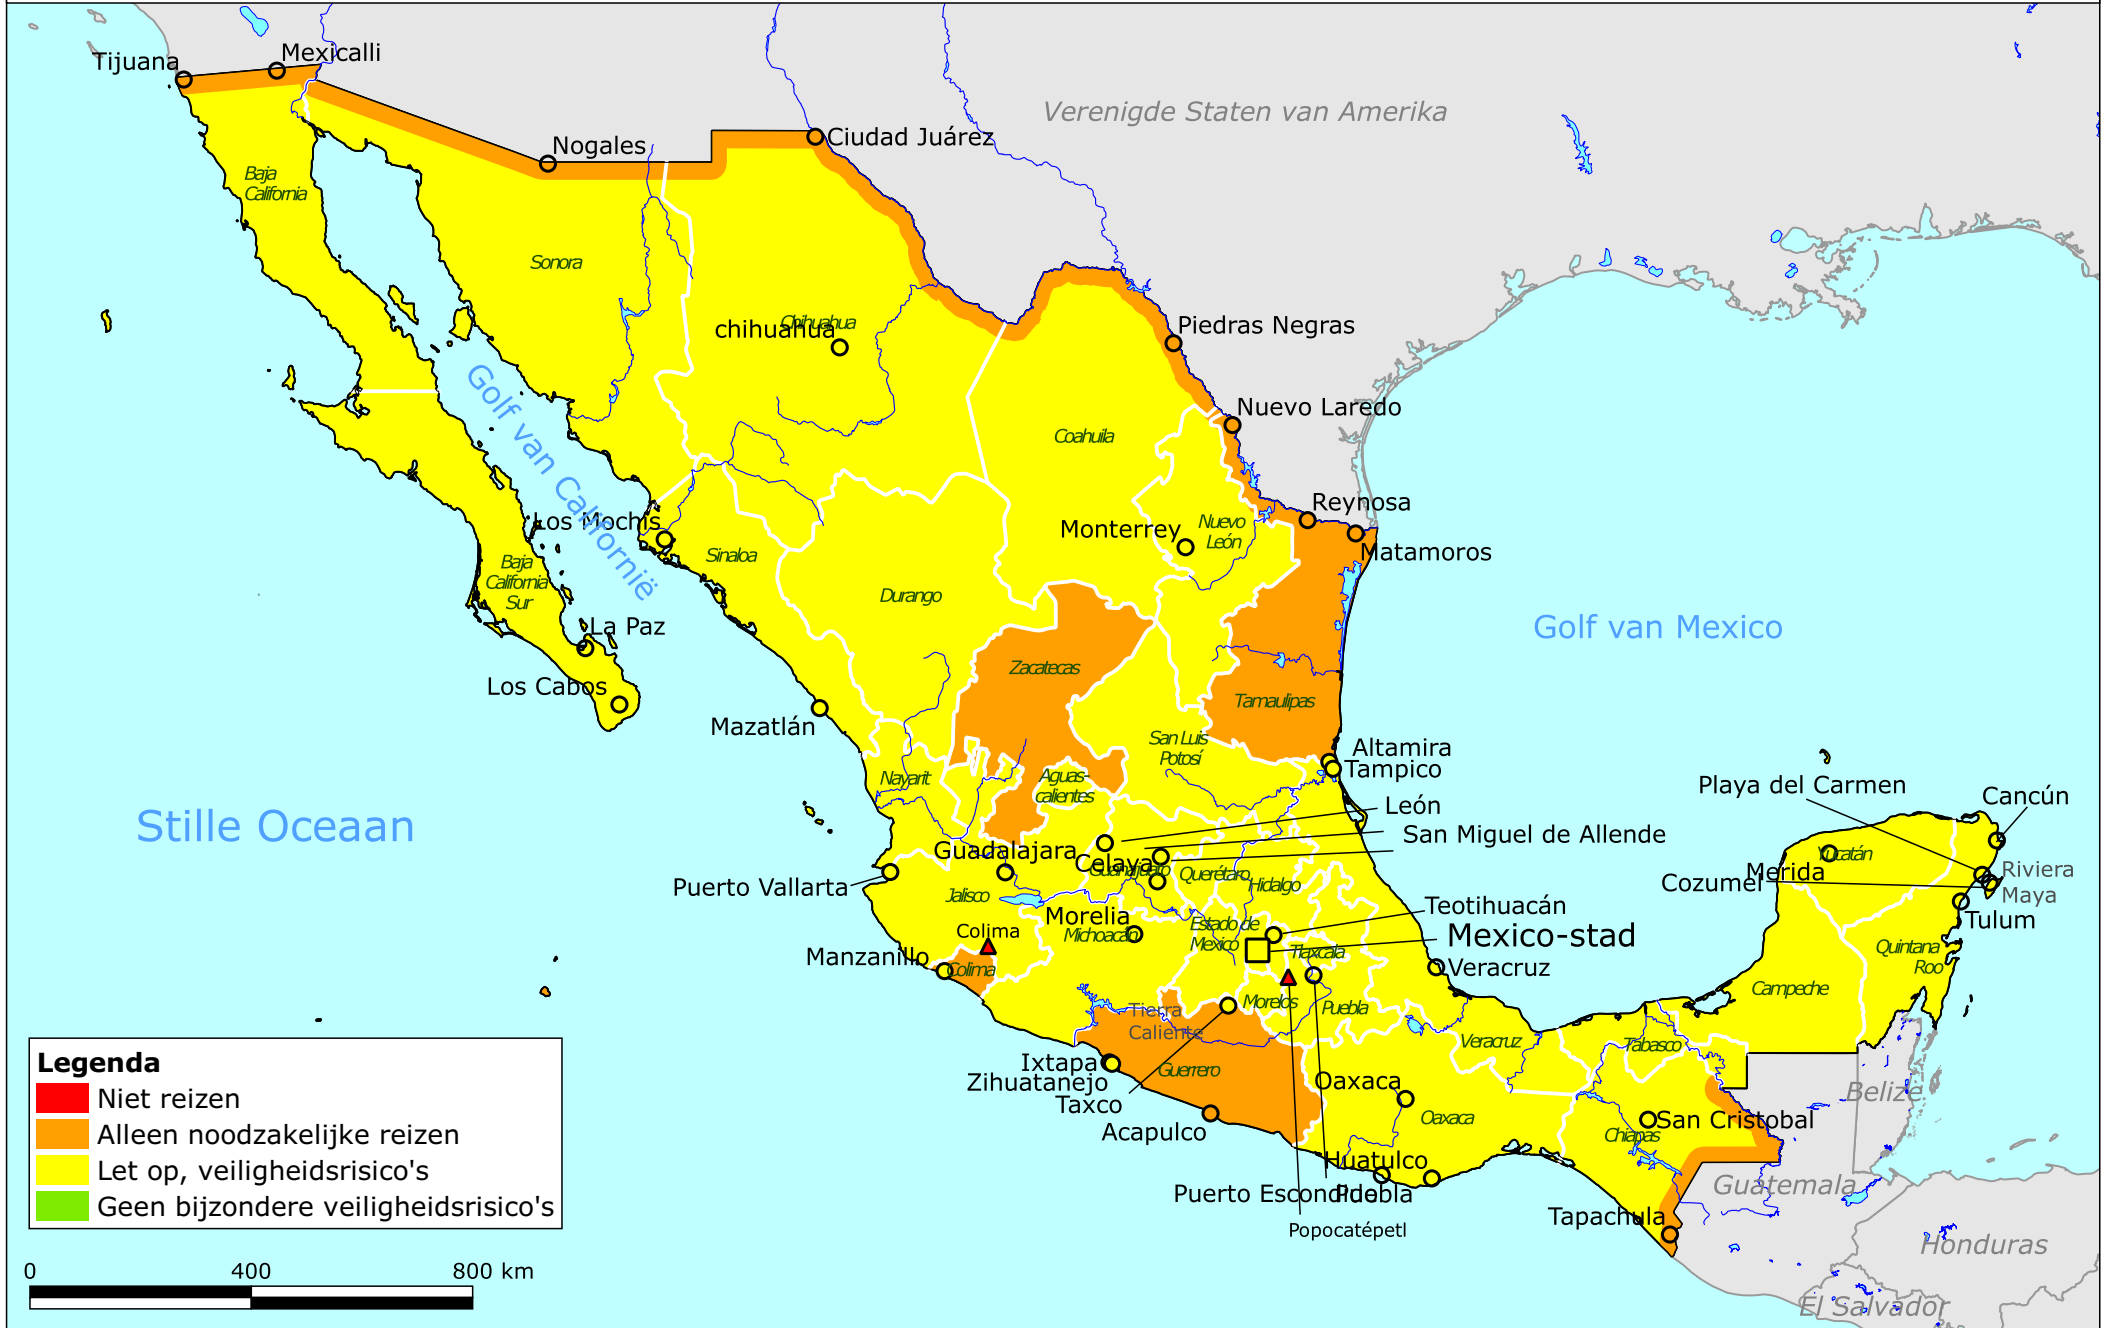 Tijuana
Mexicalli
Nogales
Ciudad Juárez
Verenigde Staten van Amerika
Baja
California
Sonora
Chihuahua
chihuahua
Piedras Negras
Golf van Californië
Nuevo Laredo
Coahuila
Reynosa
Los Mochis
Monterrey
Nuevo
León
Matamoros
Sinaloa
Baja
California
Sur
Durango
La Paz
Golf van Mexico
Zacatecas
Los Cabos
Tamaulipas
Mazatlán
San Luis
Potosí
Altamira
Tampico
Nayarit
Aguas-
calientes
Playa del Carmen
Cancún
León
Stille Oceaan
San Miguel de Allende
Guadalajara
Celaya
Guanajuato
Querétaro
Hidalgo
Yucatán
Merida
Riviera
Maya
Cozumel
Puerto Vallarta
Jalisco
Teotihuacán
Morelia
Michoacán
Estado de
Mexico
Tulum
Colima
Mexico-stad
Tlaxcala
Quintana
Roo
Manzanillo
Colima
Veracruz
Campeche
Morelos
Puebla
Tierra
Caliente
Veracruz
Tabasco
Ixtapa
Zihuatanejo
Guerrero
Taxco
Oaxaca
Belize
Acapulco
Oaxaca
San Cristobal
Chiapas
Huatulco
Puerto Escondido
Puebla
Guatemala
Tapachula
Popocatépetl
Honduras
El Salvador
Legenda
Niet reizen
Alleen noodzakelijke reizen
Let op, veiligheidsrisico's
Geen bijzondere veiligheidsrisico's
0 400 800 km